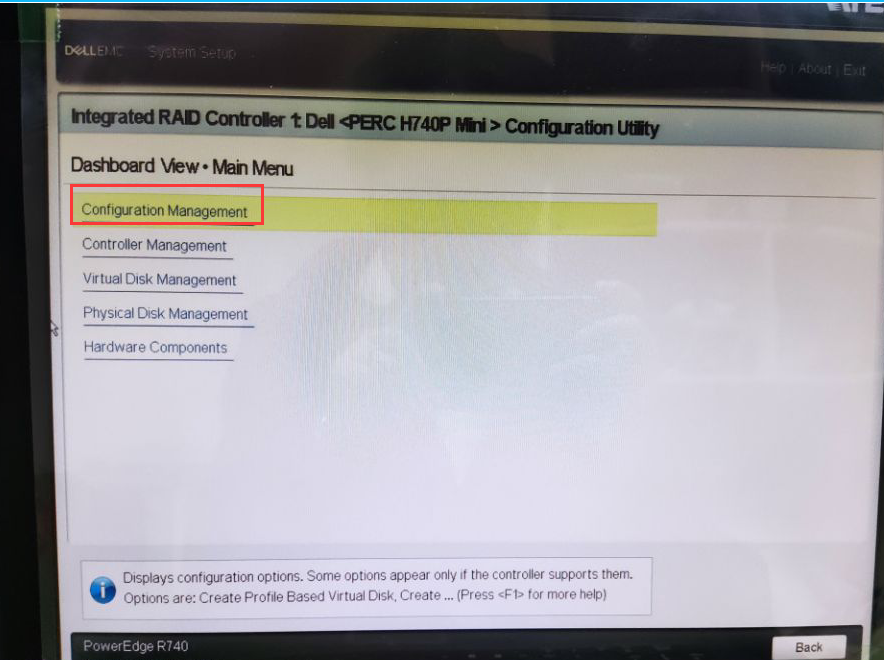 DELLEMC System Setup
Help | About | Exit
Integrated RAID Controller 1: Dell <PERC H740P Mini> Configuration Utility
Dashboard View • Main Menu
Configuration Management
Controller Management
Virtual Disk Management
Physical Disk Management
Hardware Components
Displays configuration options. Some options appear only if the controller supports them.
Options are: Create Profile Based Virtual Disk, Create ... (Press <F1> for more help)
PowerEdge R740
Back